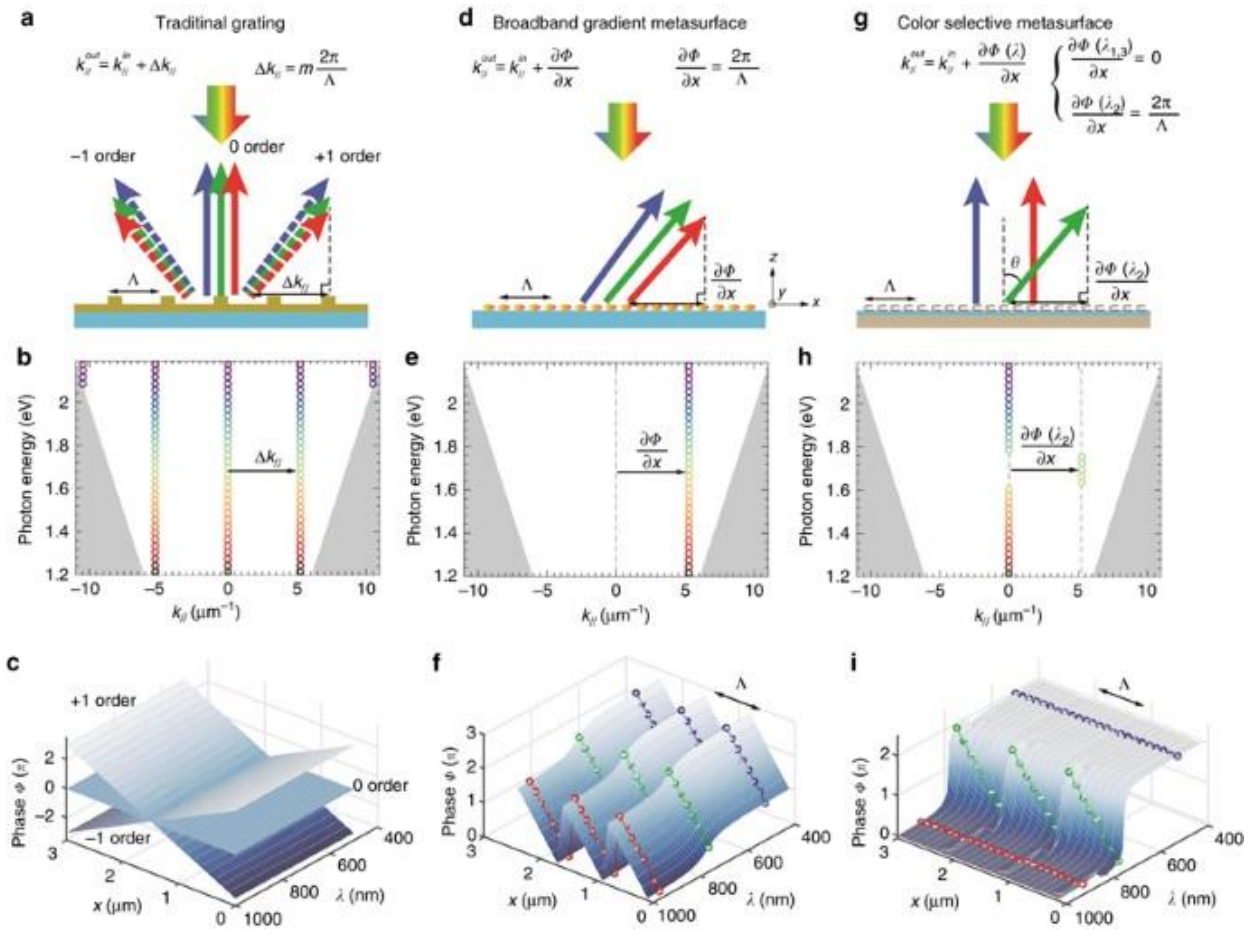 a
Traditinal grating
k_//^out = k_//^in + Δk_//
Δk_// = m 2π/Λ
0 order
−1 order
+1 order
Λ
Δk_//
d
Broadband gradient metasurface
k_//^out = k_//^in + ∂Φ/∂x
∂Φ/∂x = 2π/Λ
Λ
∂Φ/∂x
z
y
x
g
Color selective metasurface
k_//^out = k_//^in + ∂Φ (λ)/∂x
∂Φ (λ_1,3)/∂x = 0
∂Φ (λ_2)/∂x = 2π/Λ
θ
Λ
∂Φ (λ_2)/∂x
b
Photon energy (eV)
2
1.8
1.6
1.4
1.2
Δk_//
−10 −5 0 5 10
k_// (μm⁻¹)
e
Photon energy (eV)
2
1.8
1.6
1.4
1.2
∂Φ/∂x
−10 −5 0 5 10
k_// (μm⁻¹)
h
Photon energy (eV)
2
1.8
1.6
1.4
1.2
∂Φ (λ_2)/∂x
−10 −5 0 5 10
k_// (μm⁻¹)
c
+1 order
0 order
−1 order
Phase Φ (π)
2
0
−2
3
2
1
0
x (μm)
400
600
800
1000
λ (nm)
f
Λ
Phase Φ (π)
3
2
1
0
3
2
1
0
x (μm)
400
600
800
1000
λ (nm)
i
Λ
Phase Φ (π)
2
1
0
3
2
1
0
x (μm)
400
600
800
1000
λ (nm)